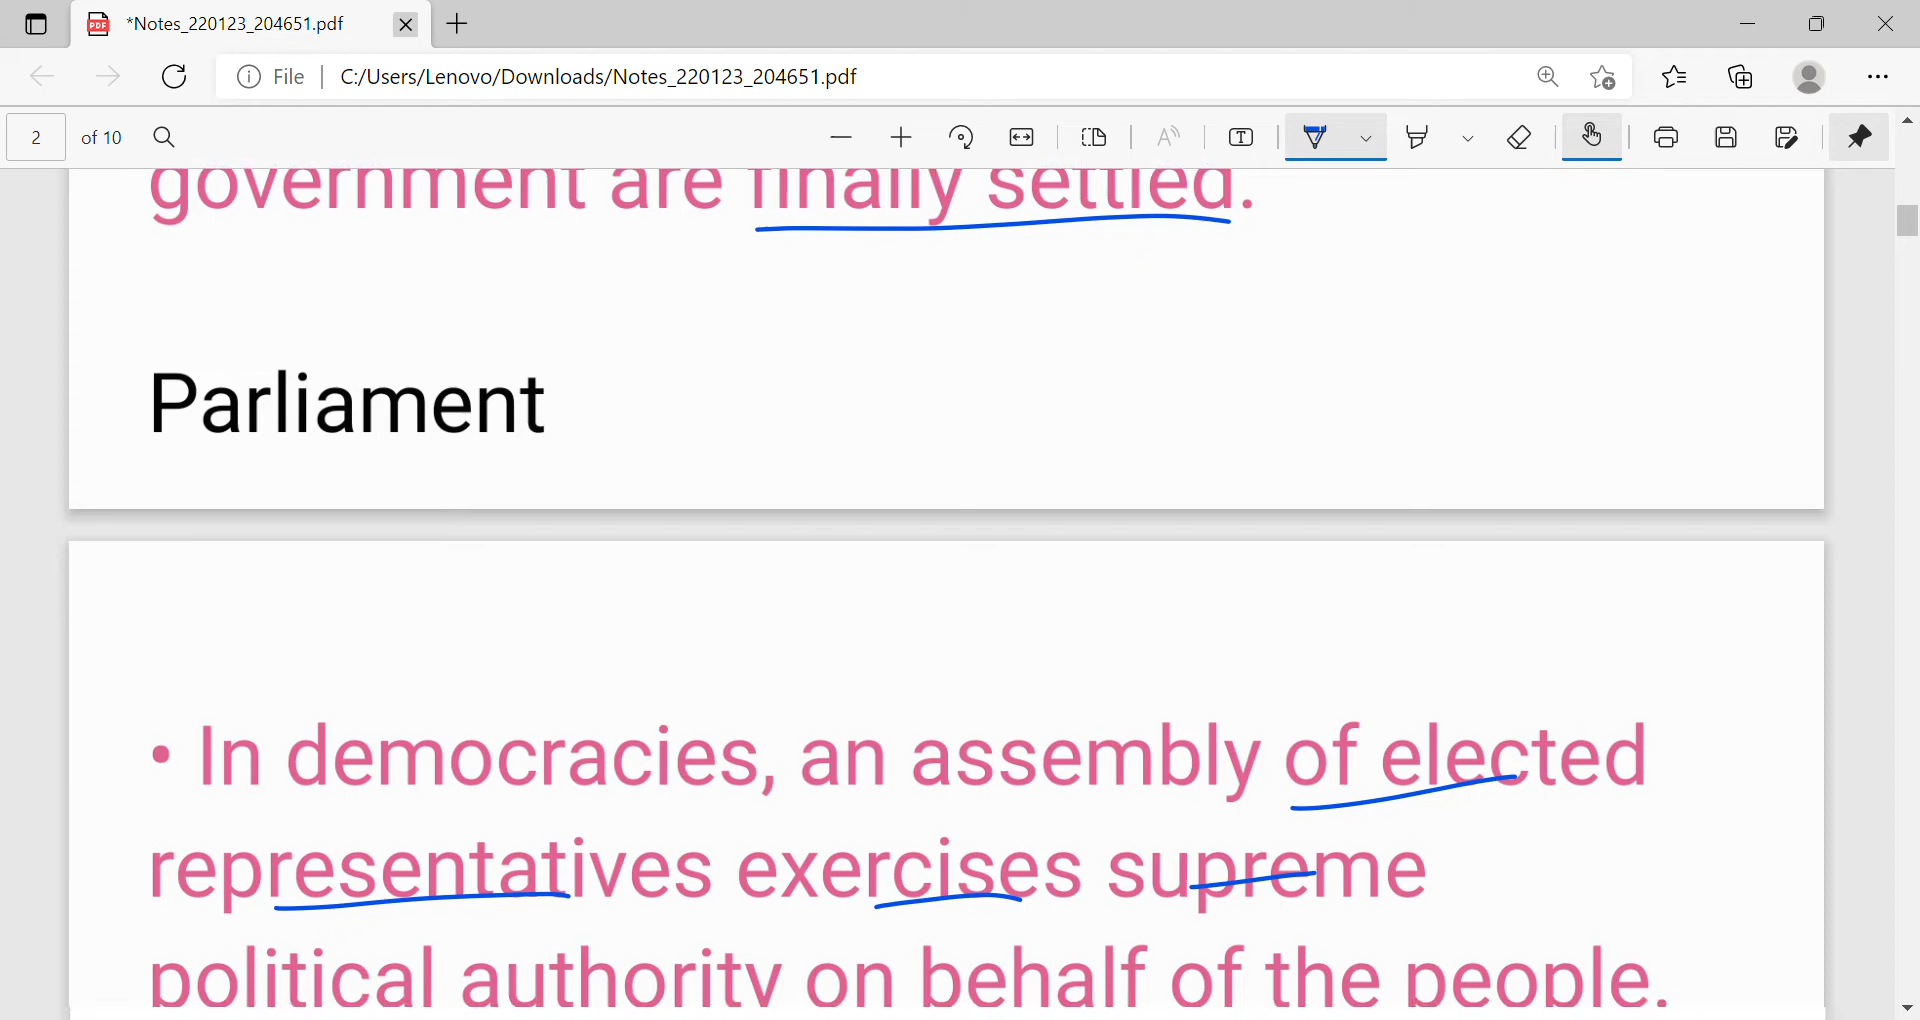 *Notes_220123_204651.pdf
File | C:/Users/Lenovo/Downloads/Notes_220123_204651.pdf
2 of 10
government are finally settled.
Parliament
• In democracies, an assembly of elected
representatives exercises supreme
political authority on behalf of the people.